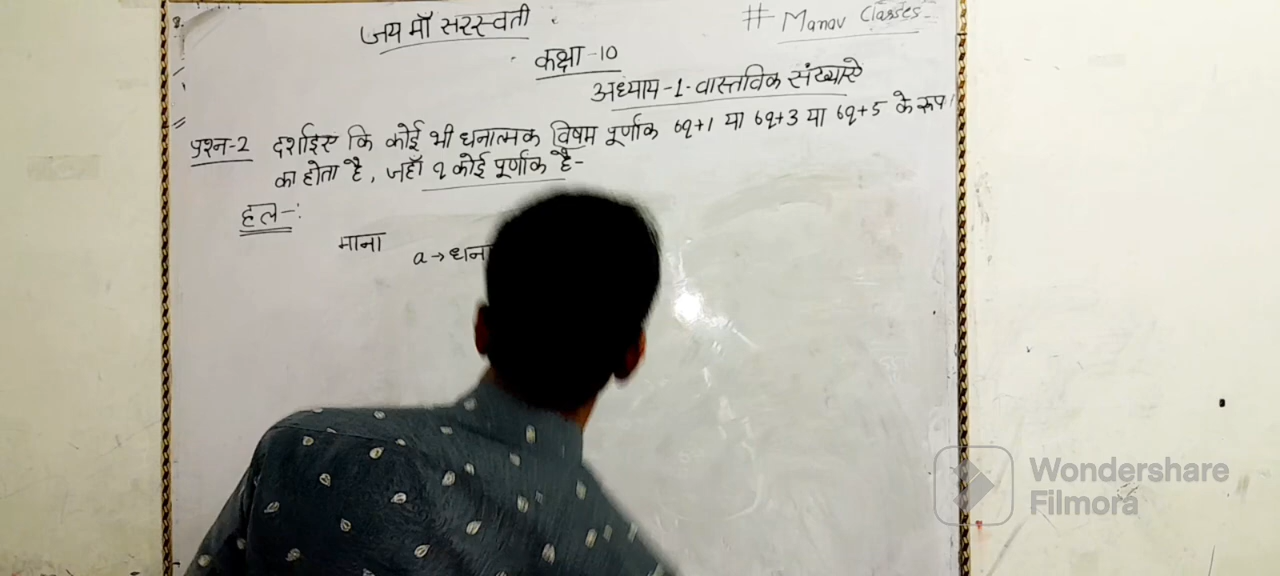 जय माँ सरस्वती
# Manav Classes
कक्षा-10
अध्याय-1-वास्तविक संख्याऐ
प्रश्न-2 दर्शाइए कि कोई भी धनात्मक विषम पूर्णांक 6q+1 या 6q+3 या 6q+5 के रूप
का होता है, जहाँ q कोई पूर्णांक है-
हल-:
माना
a→धना
Wondershare
Filmora